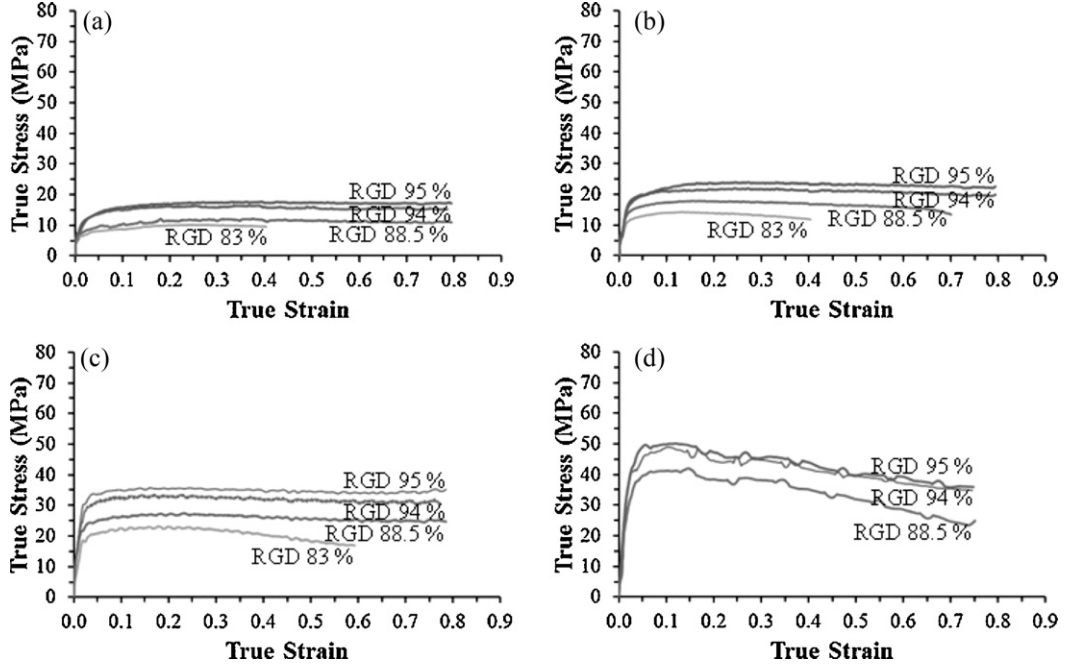 (a)
True Stress (MPa)
80
70
60
50
40
30
20
10
0
RGD 95 %
RGD 94 %
RGD 88.5 %
RGD 83 %
0.0 0.1 0.2 0.3 0.4 0.5 0.6 0.7 0.8 0.9
True Strain
(b)
True Stress (MPa)
80
70
60
50
40
30
20
10
0
RGD 95 %
RGD 94 %
RGD 88.5 %
RGD 83 %
0.0 0.1 0.2 0.3 0.4 0.5 0.6 0.7 0.8 0.9
True Strain
(c)
True Stress (MPa)
80
70
60
50
40
30
20
10
0
RGD 95 %
RGD 94 %
RGD 88.5 %
RGD 83 %
0.0 0.1 0.2 0.3 0.4 0.5 0.6 0.7 0.8 0.9
True Strain
(d)
True Stress (MPa)
80
70
60
50
40
30
20
10
0
RGD 95 %
RGD 94 %
RGD 88.5 %
0.0 0.1 0.2 0.3 0.4 0.5 0.6 0.7 0.8 0.9
True Strain